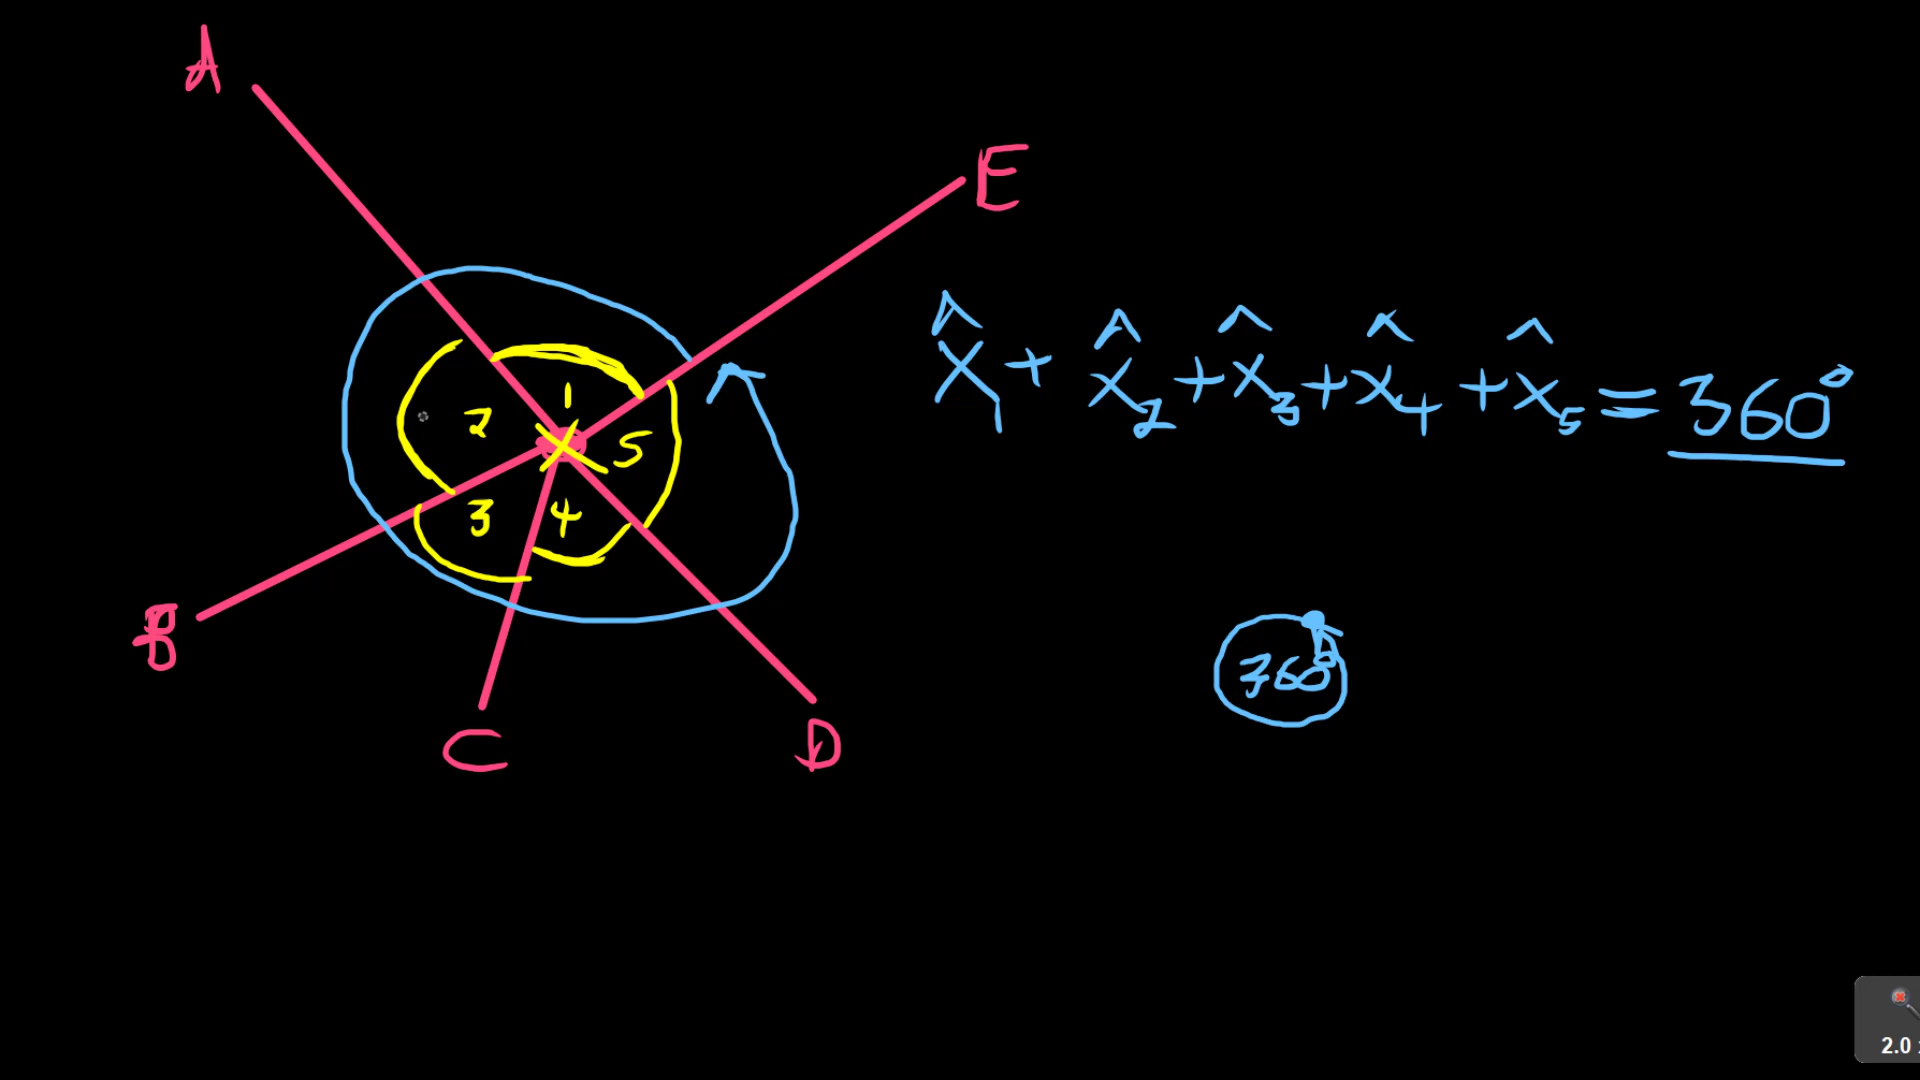 A
E
x̂₁ + x̂₂ + x̂₃ + x̂₄ + x̂₅ = 360°
1
2
X
5
3
4
B
360°
C
D
2.0